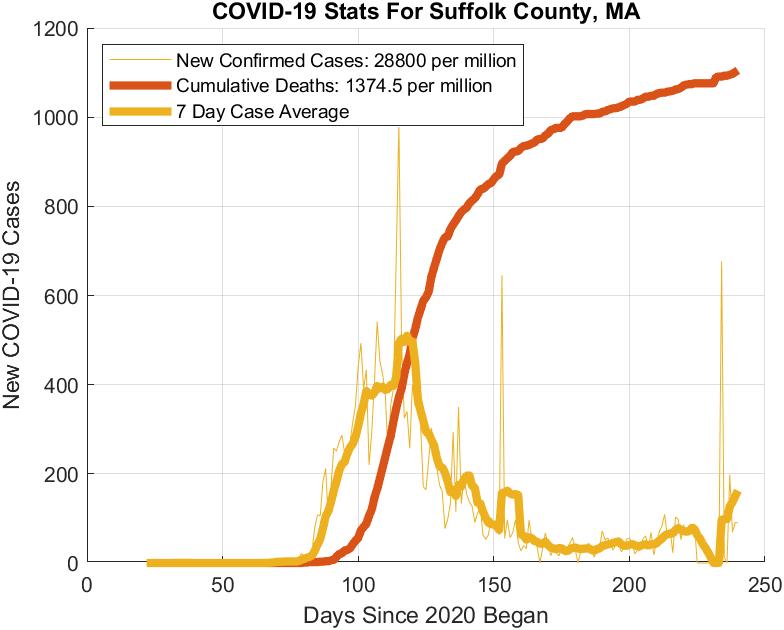 COVID-19 Stats For Suffolk County, MA
1200
1000
800
600
400
200
0
New COVID-19 Cases
New Confirmed Cases: 28800 per million
Cumulative Deaths: 1374.5 per million
7 Day Case Average
0 50 100 150 200 250
Days Since 2020 Began